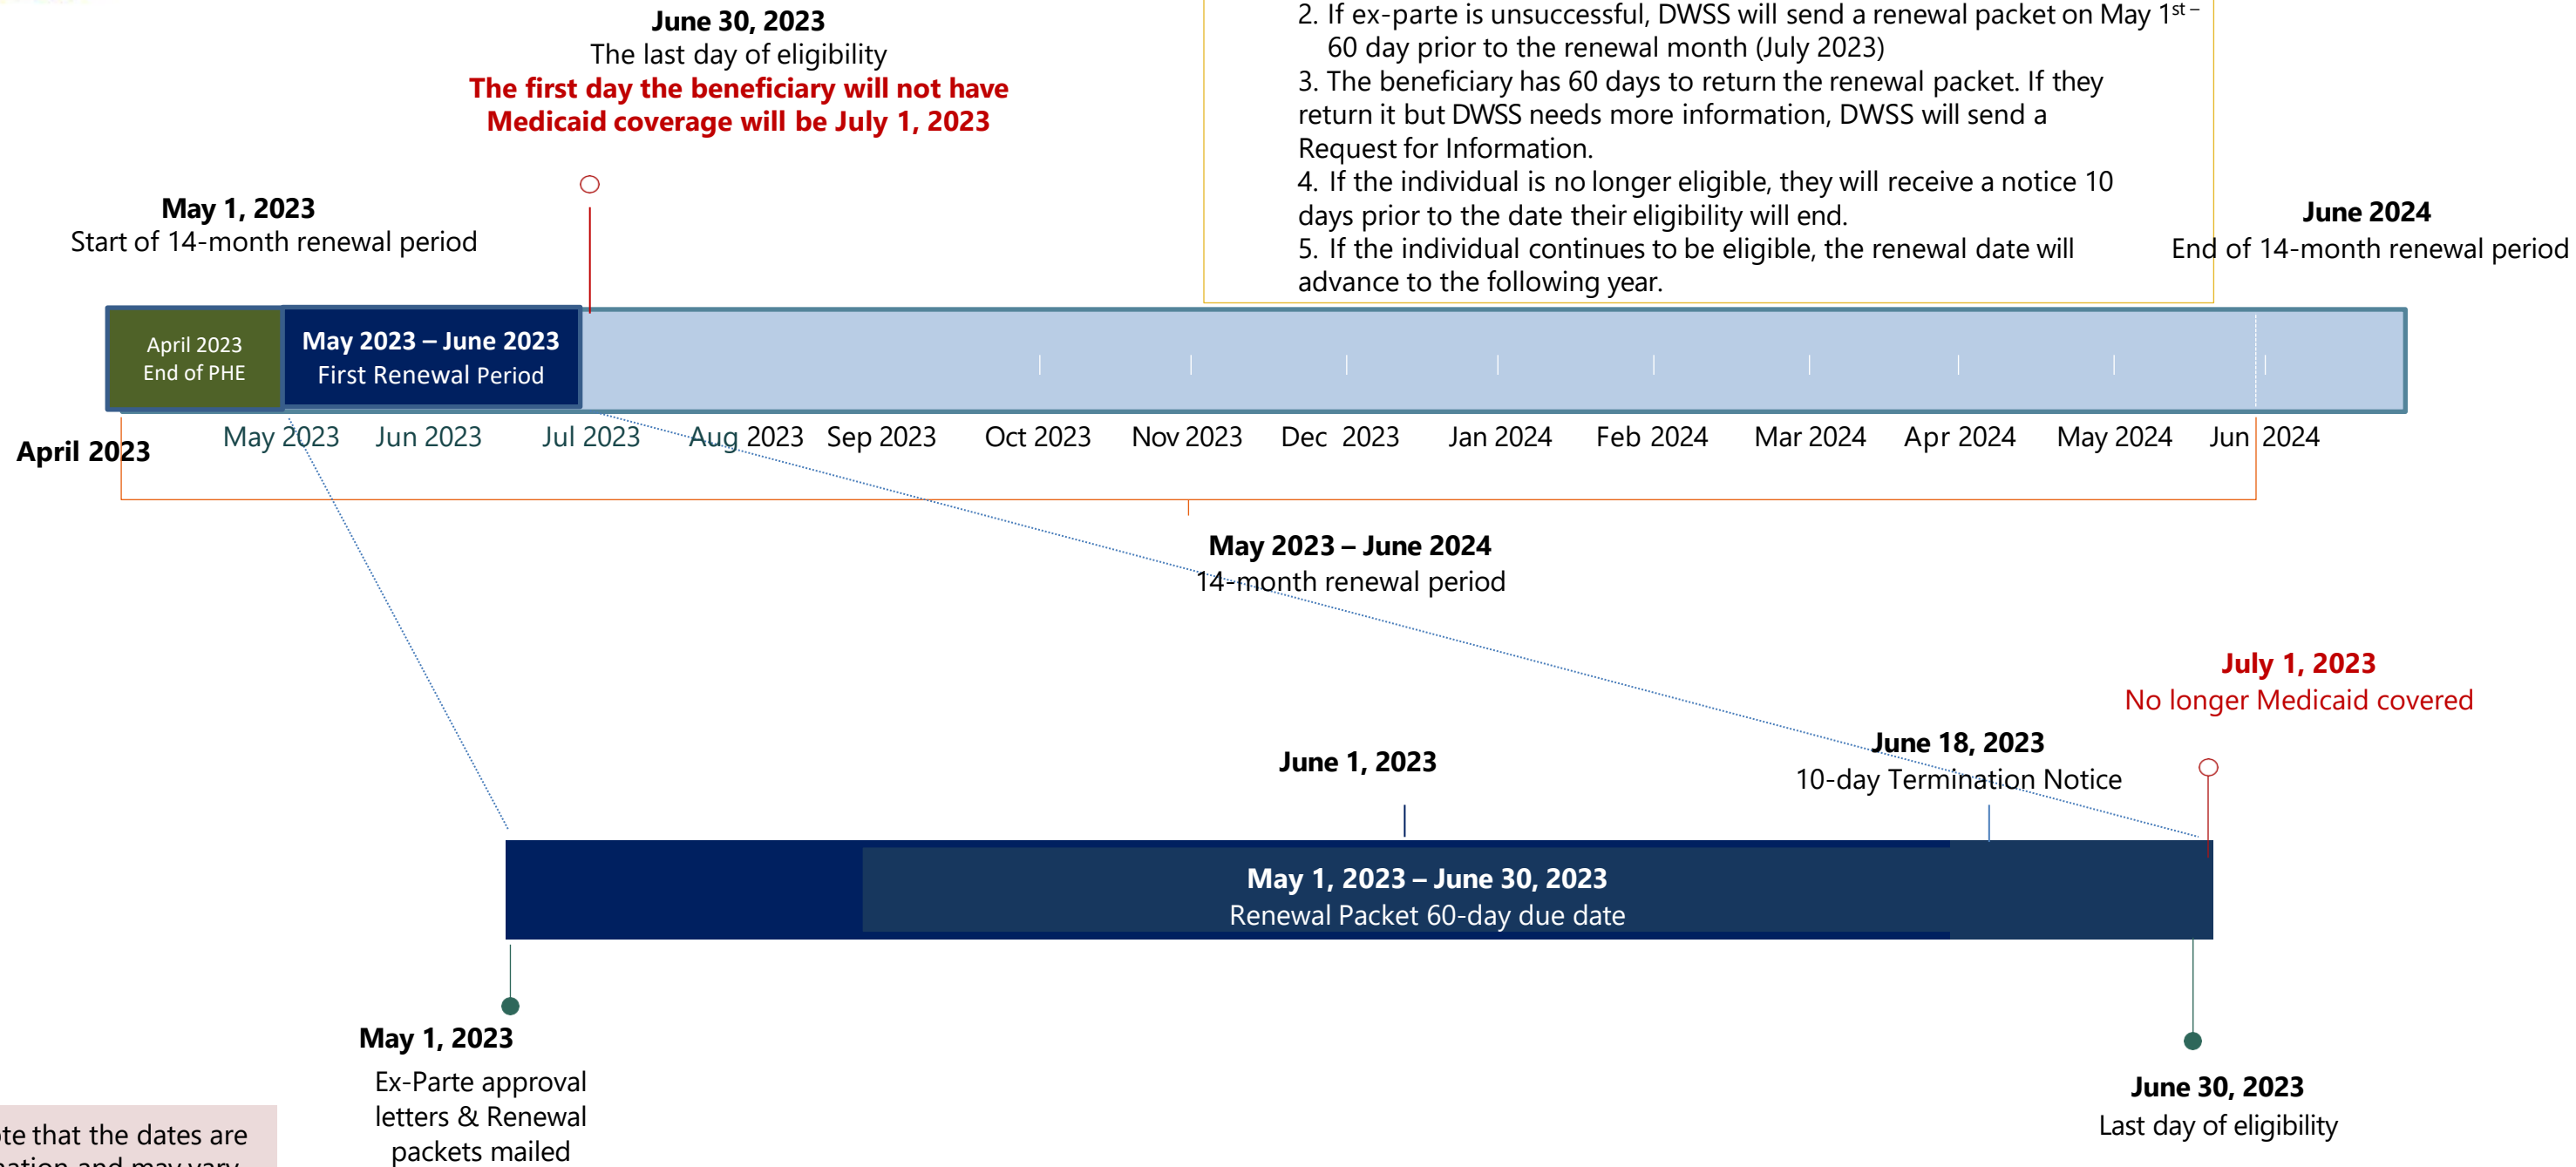 June 30, 2023
The last day of eligibility
The first day the beneficiary will not have
Medicaid coverage will be July 1, 2023
2. If ex-parte is unsuccessful, DWSS will send a renewal packet on May 1st –
60 day prior to the renewal month (July 2023)
3. The beneficiary has 60 days to return the renewal packet. If they
return it but DWSS needs more information, DWSS will send a
Request for Information.
4. If the individual is no longer eligible, they will receive a notice 10
days prior to the date their eligibility will end.
5. If the individual continues to be eligible, the renewal date will
advance to the following year.
May 1, 2023
Start of 14-month renewal period
June 2024
End of 14-month renewal period
April 2023
End of PHE
May 2023 – June 2023
First Renewal Period
April 2023
May 2023
Jun 2023
Jul 2023
Aug 2023
Sep 2023
Oct 2023
Nov 2023
Dec 2023
Jan 2024
Feb 2024
Mar 2024
Apr 2024
May 2024
Jun 2024
May 2023 – June 2024
14-month renewal period
July 1, 2023
No longer Medicaid covered
June 1, 2023
June 18, 2023
10-day Termination Notice
May 1, 2023 – June 30, 2023
Renewal Packet 60-day due date
May 1, 2023
Ex-Parte approval
letters & Renewal
packets mailed
June 30, 2023
Last day of eligibility
that the dates are
and may vary